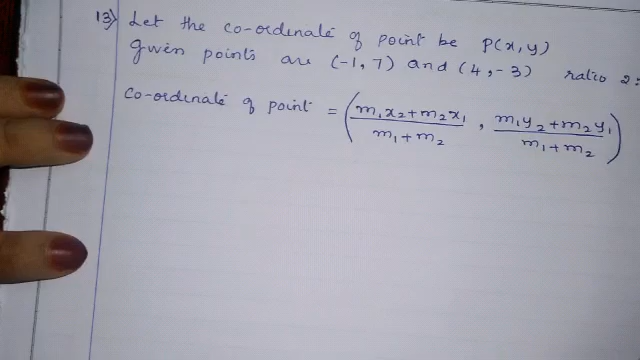 13) Let the co-ordinate of point be P(x,y)
Given points are (-1,7) and (4,-3) ratio 2:
co-ordinate of point = ( m₁x₂+m₂x₁ / m₁+m₂ , m₁y₂+m₂y₁ / m₁+m₂ )